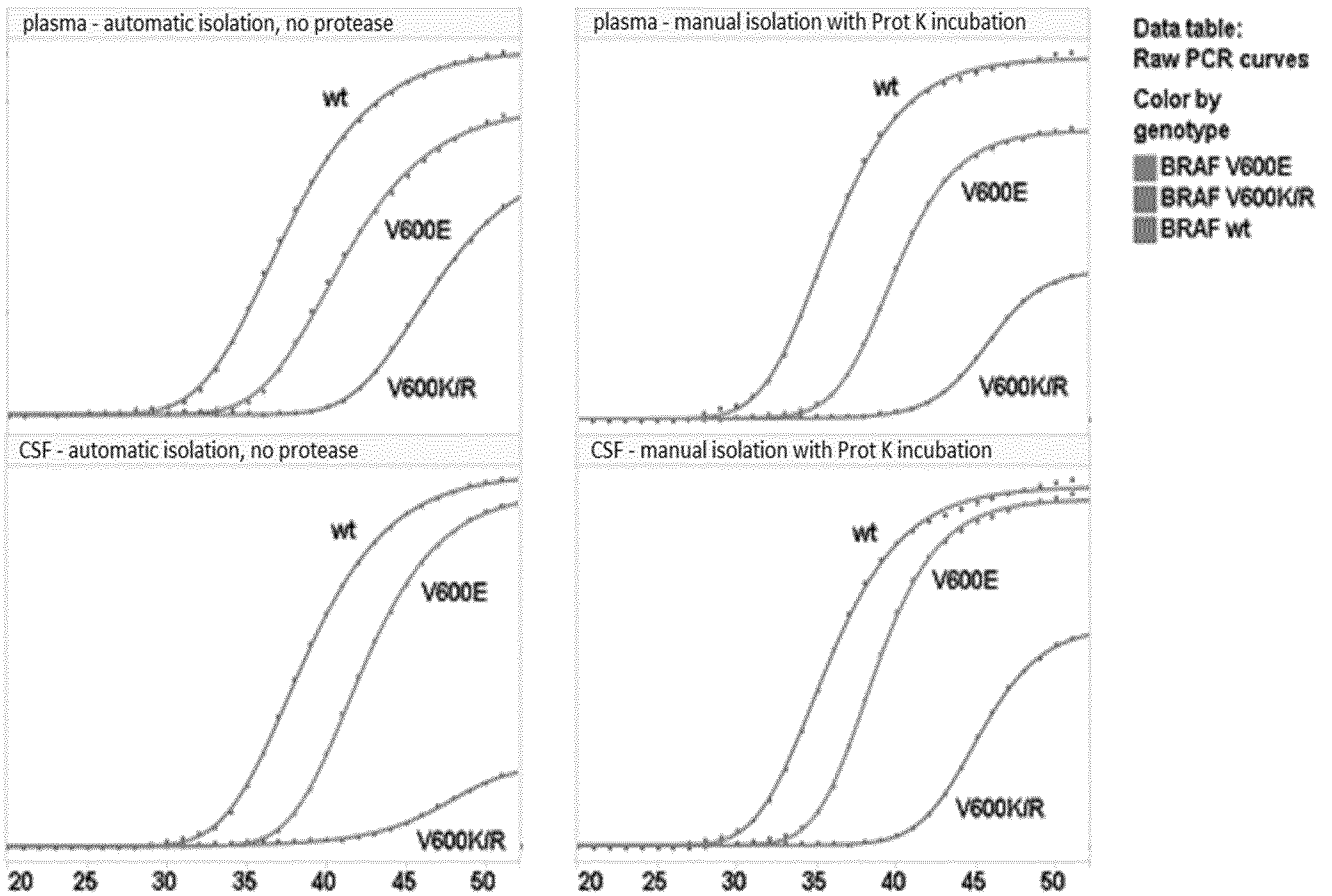 plasma - automatic isolation, no protease
wt
V600E
V600K/R
plasma - manual isolation with Prot K incubation
wt
V600E
V600K/R
Data table:
Raw PCR curves
Color by
genotype
BRAF V600E
BRAF V600K/R
BRAF wt
CSF - automatic isolation, no protease
wt
V600E
V600K/R
20 25 30 35 40 45 50
CSF - manual isolation with Prot K incubation
wt
V600E
V600K/R
20 25 30 35 40 45 50